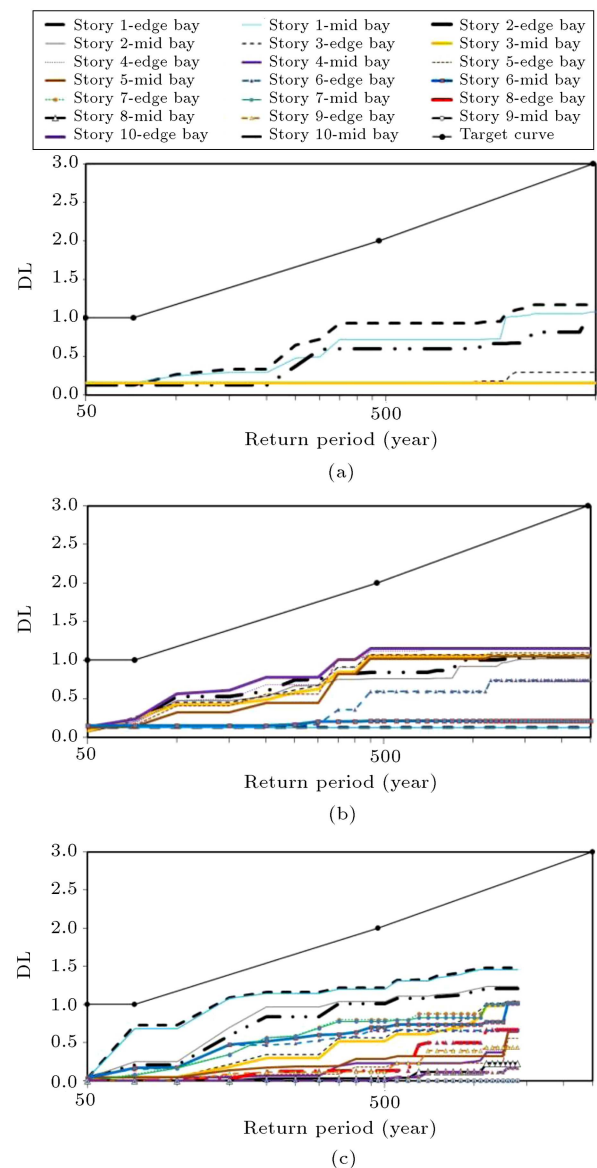 Story 1-edge bay Story 1-mid bay Story 2-edge bay
Story 2-mid bay Story 3-edge bay Story 3-mid bay
Story 4-edge bay Story 4-mid bay Story 5-edge bay
Story 5-mid bay Story 6-edge bay Story 6-mid bay
Story 7-edge bay Story 7-mid bay Story 8-edge bay
Story 8-mid bay Story 9-edge bay Story 9-mid bay
Story 10-edge bay Story 10-mid bay Target curve
3.0
2.5
2.0
DL
1.5
1.0
0.5
0.0
50 500
Return period (year)
(a)
3.0
2.5
2.0
DL
1.5
1.0
0.5
0.0
50 500
Return period (year)
(b)
3.0
2.5
2.0
DL
1.5
1.0
0.5
0.0
50 500
Return period (year)
(c)